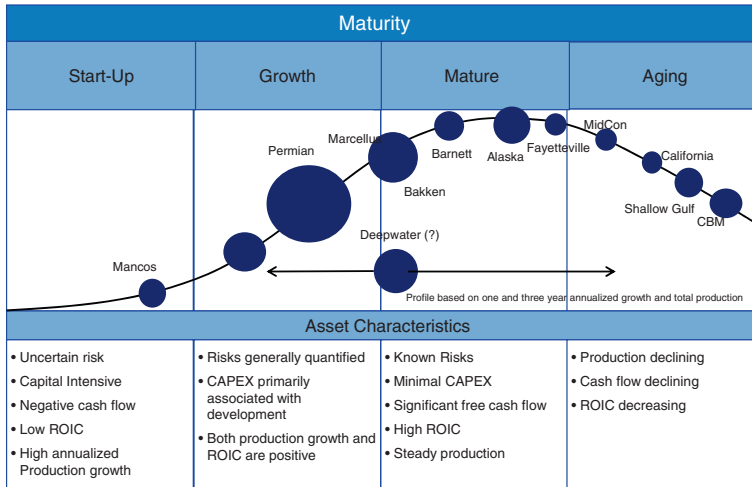 Maturity
Start-Up
Growth
Mature
Aging
Marcellus
Permian
Bakken
Barnett
Alaska
Fayetteville
MidCon
California
Shallow Gulf
CBM
Mancos
Deepwater (?)
Profile based on one and three year annualized growth and total production
Asset Characteristics
• Uncertain risk
• Capital Intensive
• Negative cash flow
• Low ROIC
• High annualized
Production growth
• Risks generally quantified
• CAPEX primarily
associated with
development
• Both production growth and
ROIC are positive
• Known Risks
• Minimal CAPEX
• Significant free cash flow
• High ROIC
• Steady production
• Production declining
• Cash flow declining
• ROIC decreasing